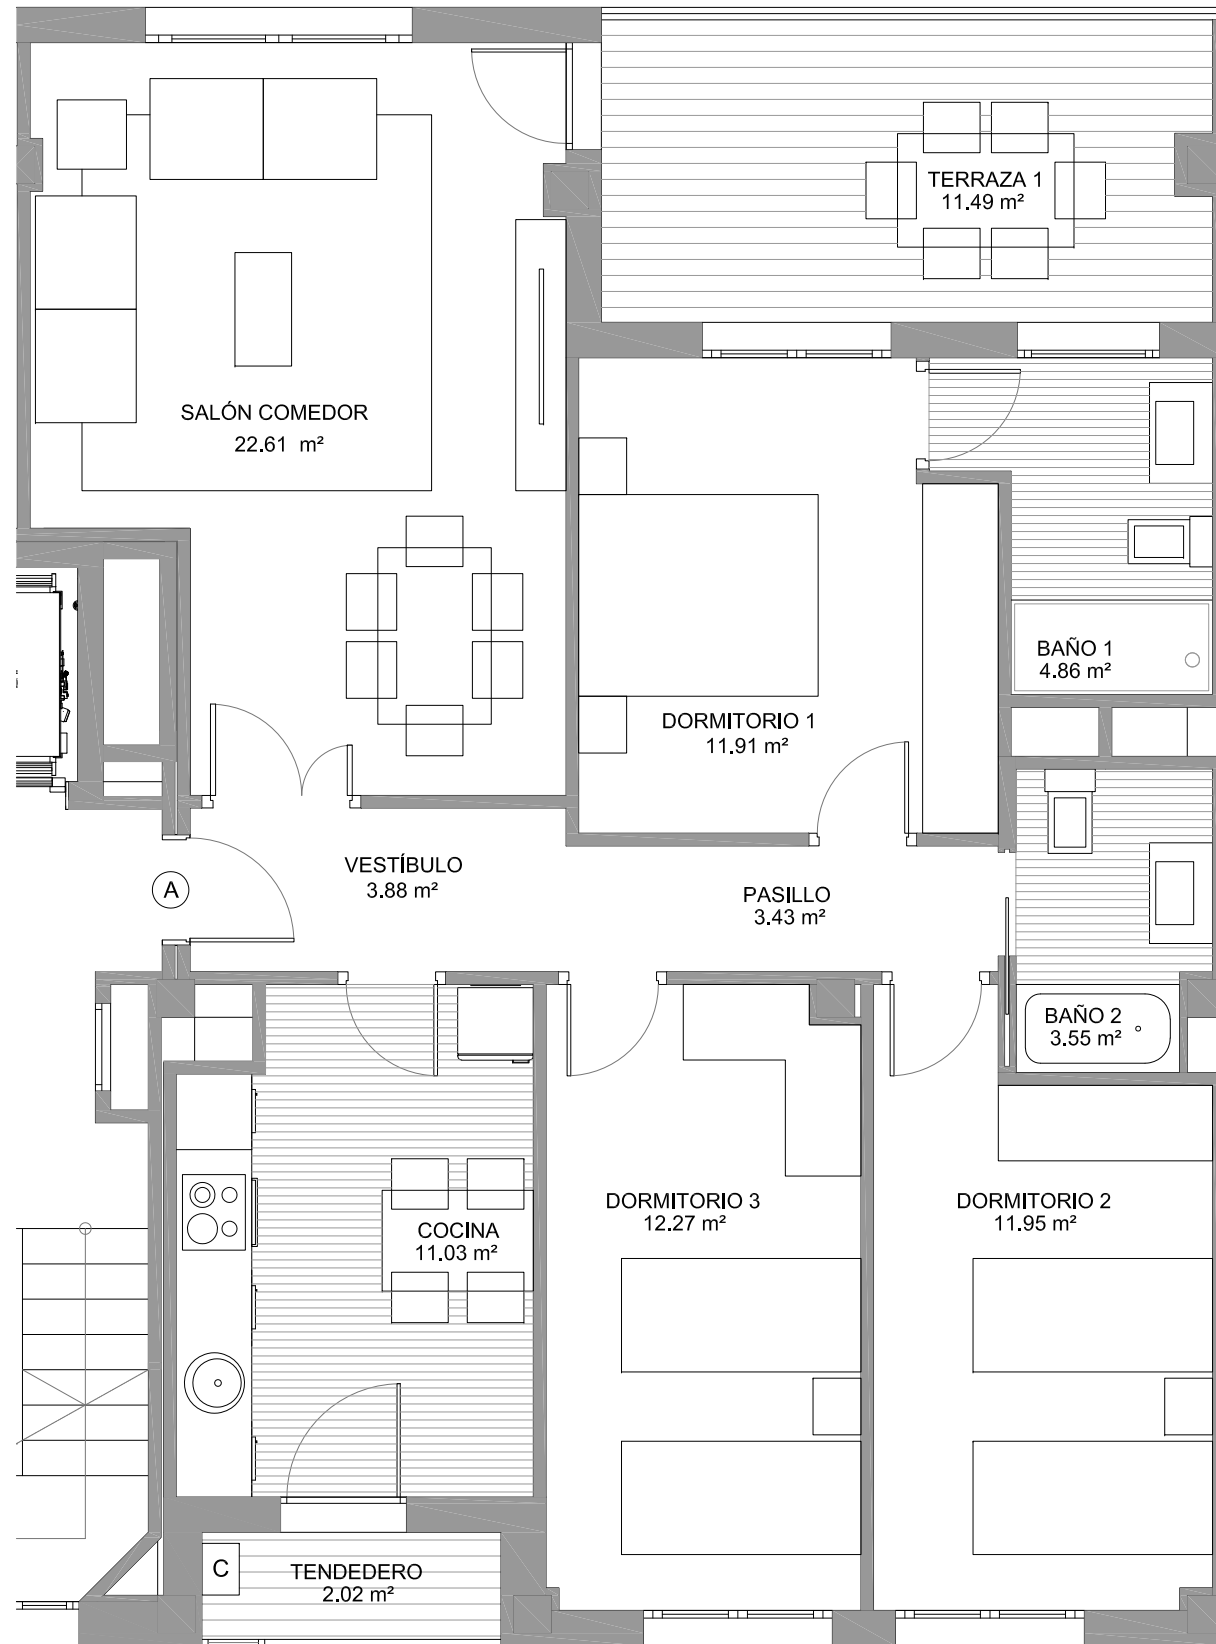 TERRAZA 1
11.49 m²
SALÓN COMEDOR
22.61 m²
BAÑO 1
4.86 m²
DORMITORIO 1
11.91 m²
VESTÍBULO
3.88 m²
A
PASILLO
3.43 m²
BAÑO 2
3.55 m²
DORMITORIO 3
12.27 m²
DORMITORIO 2
11.95 m²
COCINA
11.03 m²
C
TENDEDERO
2.02 m²